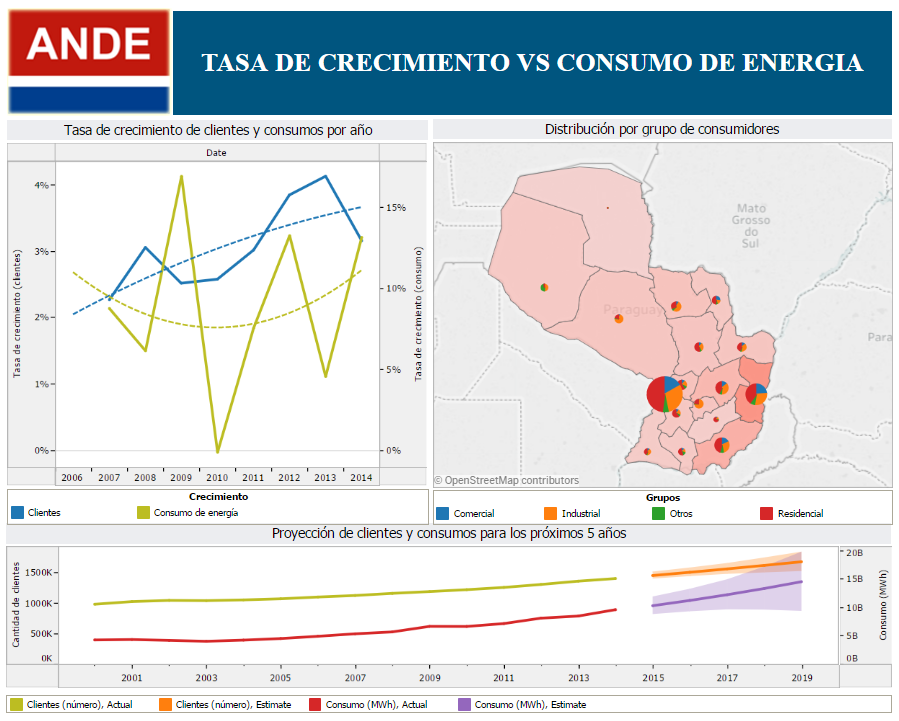 ANDE
TASA DE CRECIMIENTO VS CONSUMO DE ENERGIA
Tasa de crecimiento de clientes y consumos por año
Date
4%
3%
2%
1%
0%
Tasa de crecimiento (clientes)
15%
10%
5%
0%
Tasa de crecimiento (consumo)
2006 2007 2008 2009 2010 2011 2012 2013 2014
Crecimiento
Clientes Consumo de energía
Distribución por grupo de consumidores
Mato
Grosso
do
Sul
Paraguay
Para
© OpenStreetMap contributors
Grupos
Comercial Industrial Otros Residencial
Proyección de clientes y consumos para los próximos 5 años
Cantidad de clientes
1500K
1000K
500K
0K
20B
15B
10B
5B
0B
Consumo (MWh)
2001 2003 2005 2007 2009 2011 2013 2015 2017 2019
Clientes (número), Actual Clientes (número), Estimate Consumo (MWh), Actual Consumo (MWh), Estimate